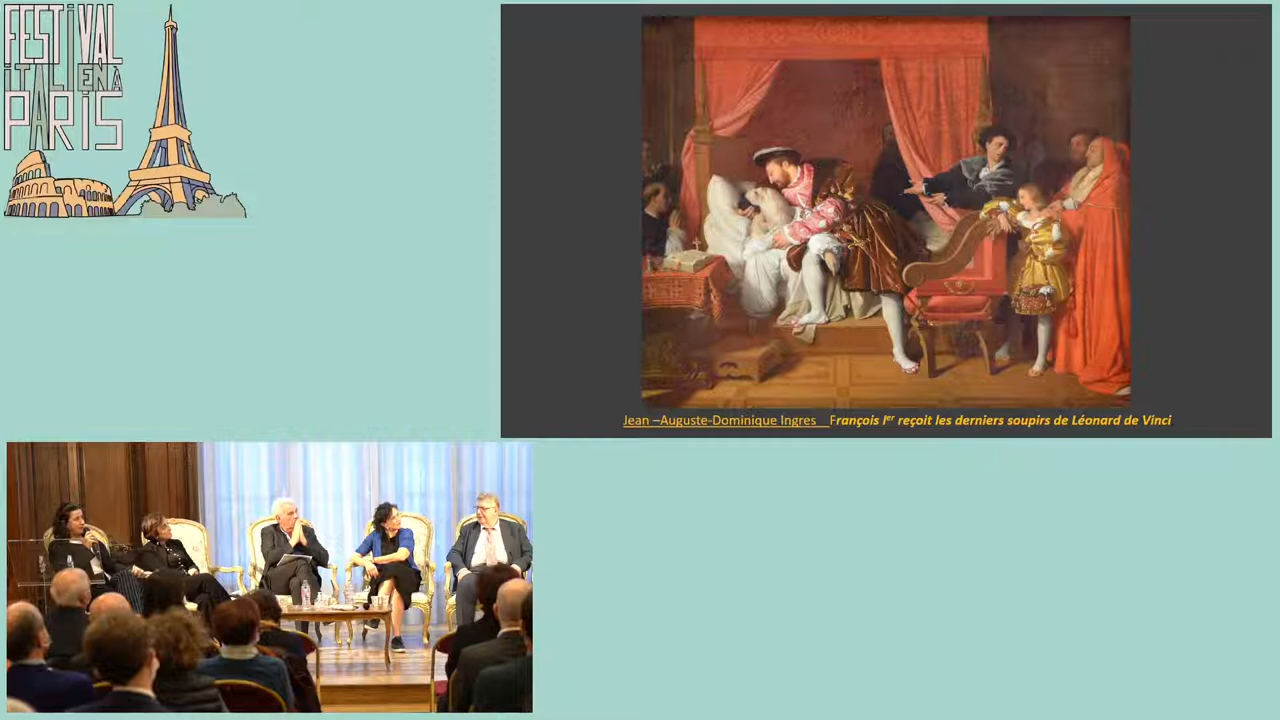 FESTIVAL
iTALiEN À
PARiS
Jean –Auguste-Dominique Ingres François Iᵉʳ reçoit les derniers soupirs de Léonard de Vinci